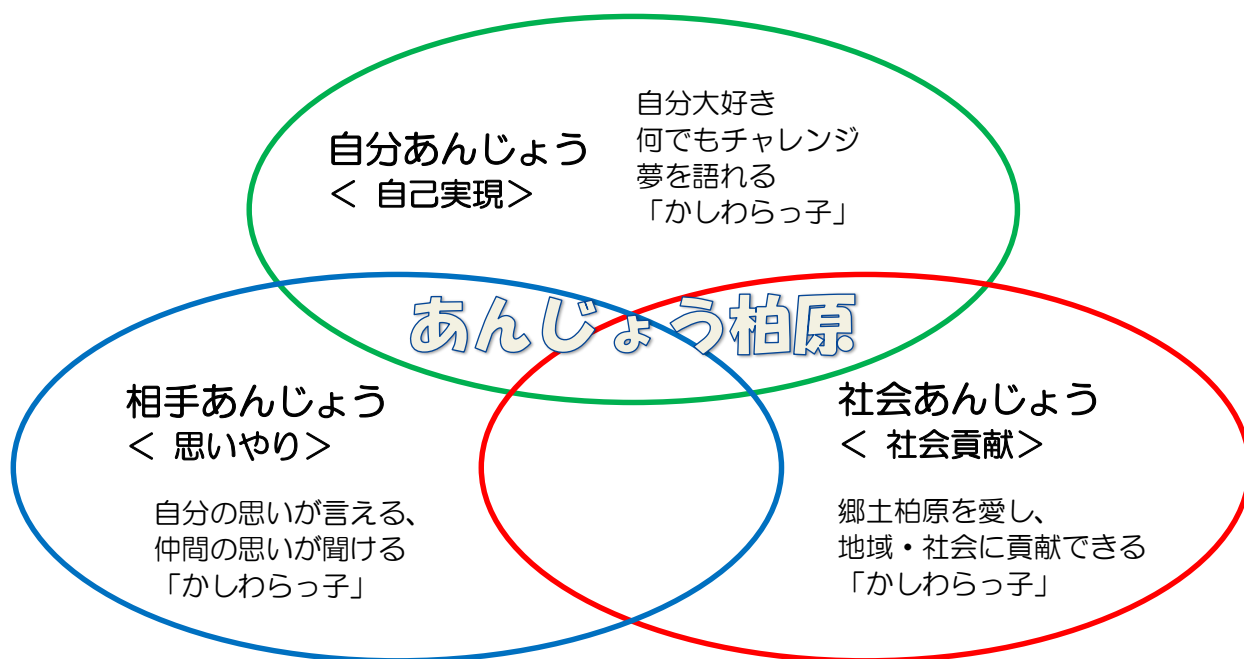 自分あんじょう
＜ 自己実現＞
自分大好き
何でもチャレンジ
夢を語れる
「かしわらっ子」
あんじょう柏原
相手あんじょう
＜ 思いやり＞
自分の思いが言える、
仲間の思いが聞ける
「かしわらっ子」
社会あんじょう
＜ 社会貢献＞
郷土柏原を愛し、
地域・社会に貢献できる
「かしわらっ子」